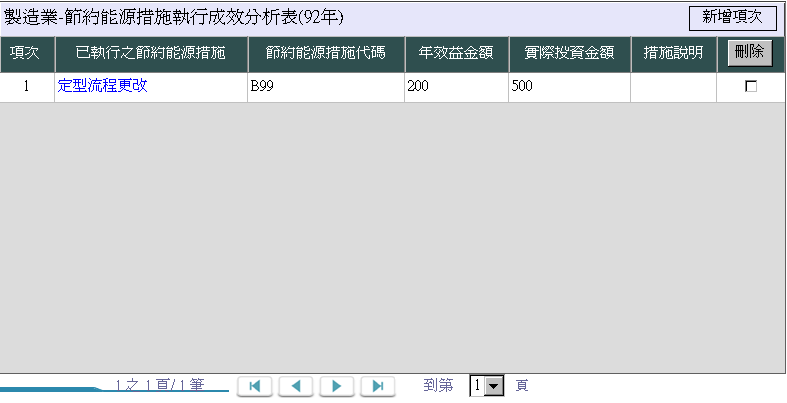 製造業-節約能源措施執行成效分析表(92年) 新增項次
項次 已執行之節約能源措施 節約能源措施代碼 年效益金額 實際投資金額 措施說明 刪除
1 定型流程更改 B99 200 500
1 之 1 頁/ 1 筆 到第 1 頁